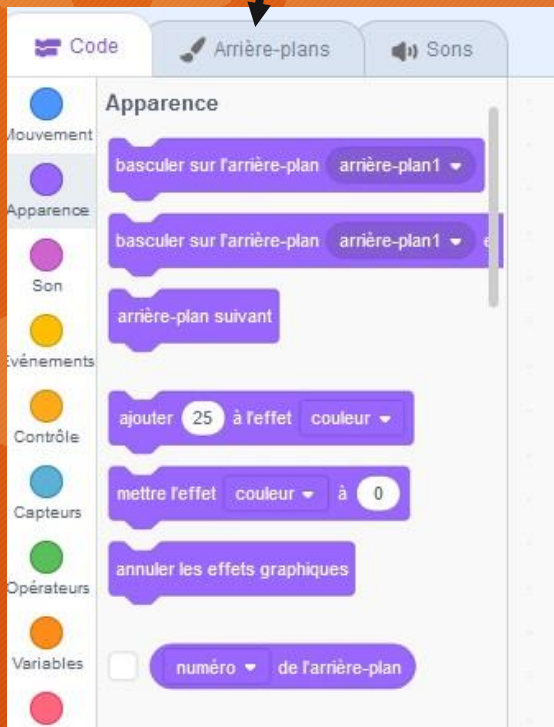 Code
Arrière-plans
Sons
Mouvement
Apparence
Son
Événements
Contrôle
Capteurs
Opérateurs
Variables
Apparence
basculer sur l'arrière-plan arrière-plan1
basculer sur l'arrière-plan arrière-plan1 e
arrière-plan suivant
ajouter 25 à l'effet couleur
mettre l'effet couleur à 0
annuler les effets graphiques
numéro de l'arrière-plan